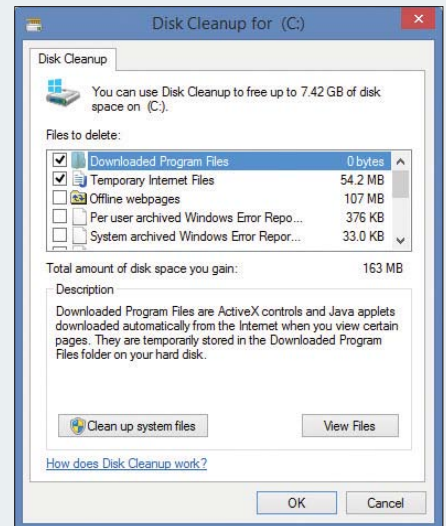 Disk Cleanup for (C:)
Disk Cleanup
You can use Disk Cleanup to free up to 7.42 GB of disk
space on (C:).
Files to delete:
Downloaded Program Files 0 bytes
Temporary Internet Files 54.2 MB
Offline webpages 107 MB
Per user archived Windows Error Repo... 376 KB
System archived Windows Error Repor... 33.0 KB
Total amount of disk space you gain: 163 MB
Description
Downloaded Program Files are ActiveX controls and Java applets
downloaded automatically from the Internet when you view certain
pages. They are temporarily stored in the Downloaded Program
Files folder on your hard disk.
Clean up system files View Files
How does Disk Cleanup work?
OK Cancel